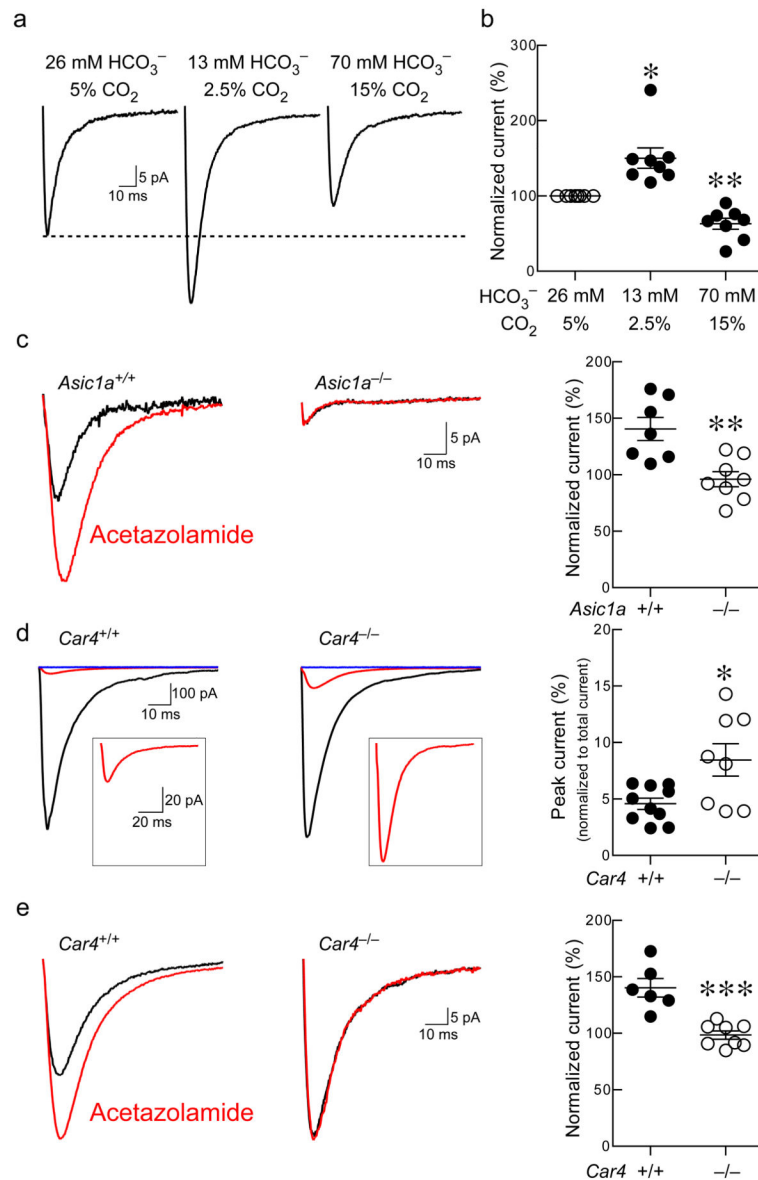 a
26 mM HCO3− 13 mM HCO3− 70 mM HCO3−
5% CO2 2.5% CO2 15% CO2
5 pA
10 ms
b
Normalized current (%)
300
200
100
0
*
**
HCO3− 26 mM 13 mM 70 mM
CO2 5% 2.5% 15%
c
Asic1a+/+
Asic1a−/−
5 pA
10 ms
Acetazolamide
Normalized current (%)
200
150
100
50
0
**
Asic1a +/+ −/−
d
Car4+/+
Car4−/−
100 pA
10 ms
20 pA
20 ms
Peak current (%)
(normalized to total current)
20
15
10
5
0
*
Car4 +/+ −/−
e
Car4+/+
Car4−/−
5 pA
10 ms
Acetazolamide
Normalized current (%)
200
150
100
50
0
***
Car4 +/+ −/−